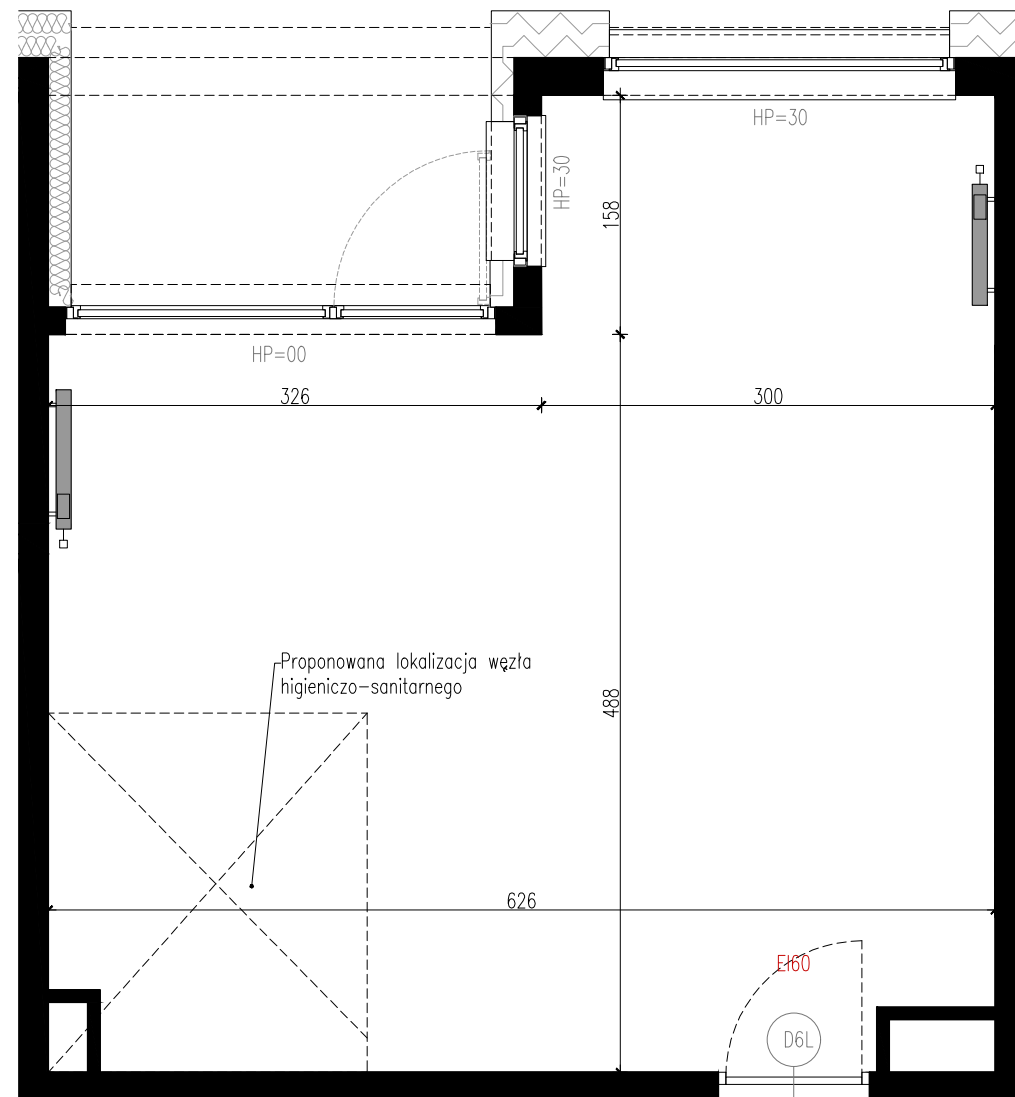 HP=30
HP=30
158
HP=00
326
300
Proponowana lokalizacja węzła
higieniczo-sanitarnego
488
626
EI60
D6L